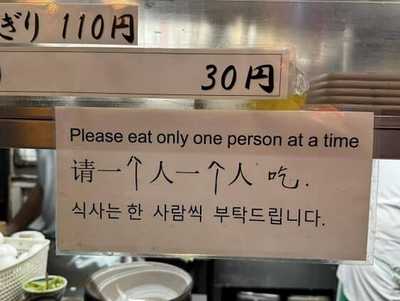 ぎり 110円
30円
Please eat only one person at a time
请一个人一个人 吃.
식사는 한 사람씩 부탁드립니다.